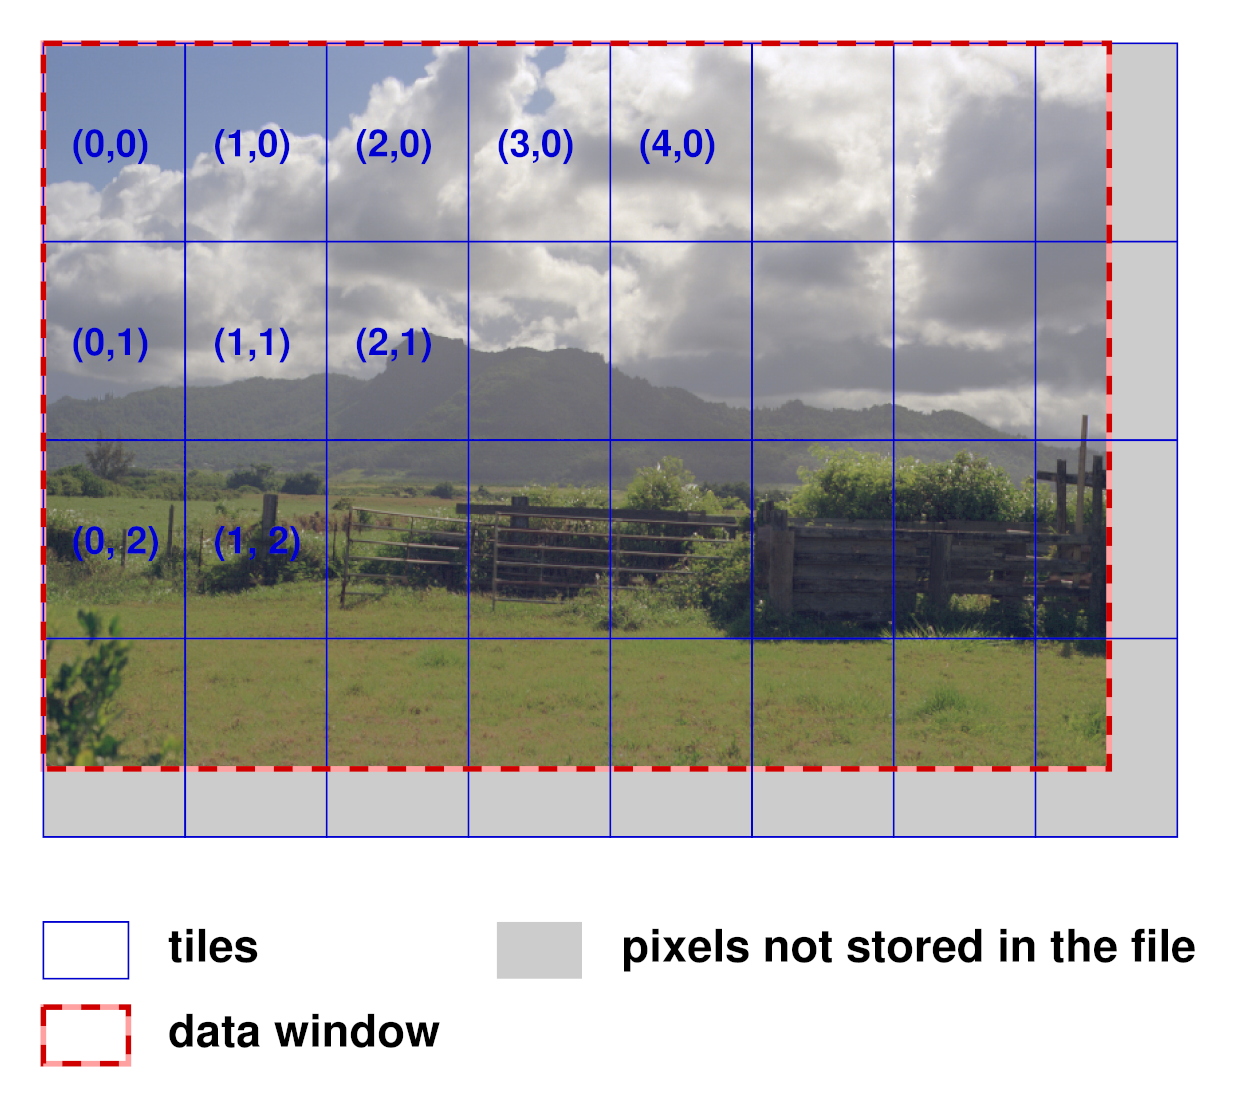 (0,0) (1,0) (2,0) (3,0) (4,0)
(0,1) (1,1) (2,1)
(0, 2) (1, 2)
tiles
pixels not stored in the file
data window